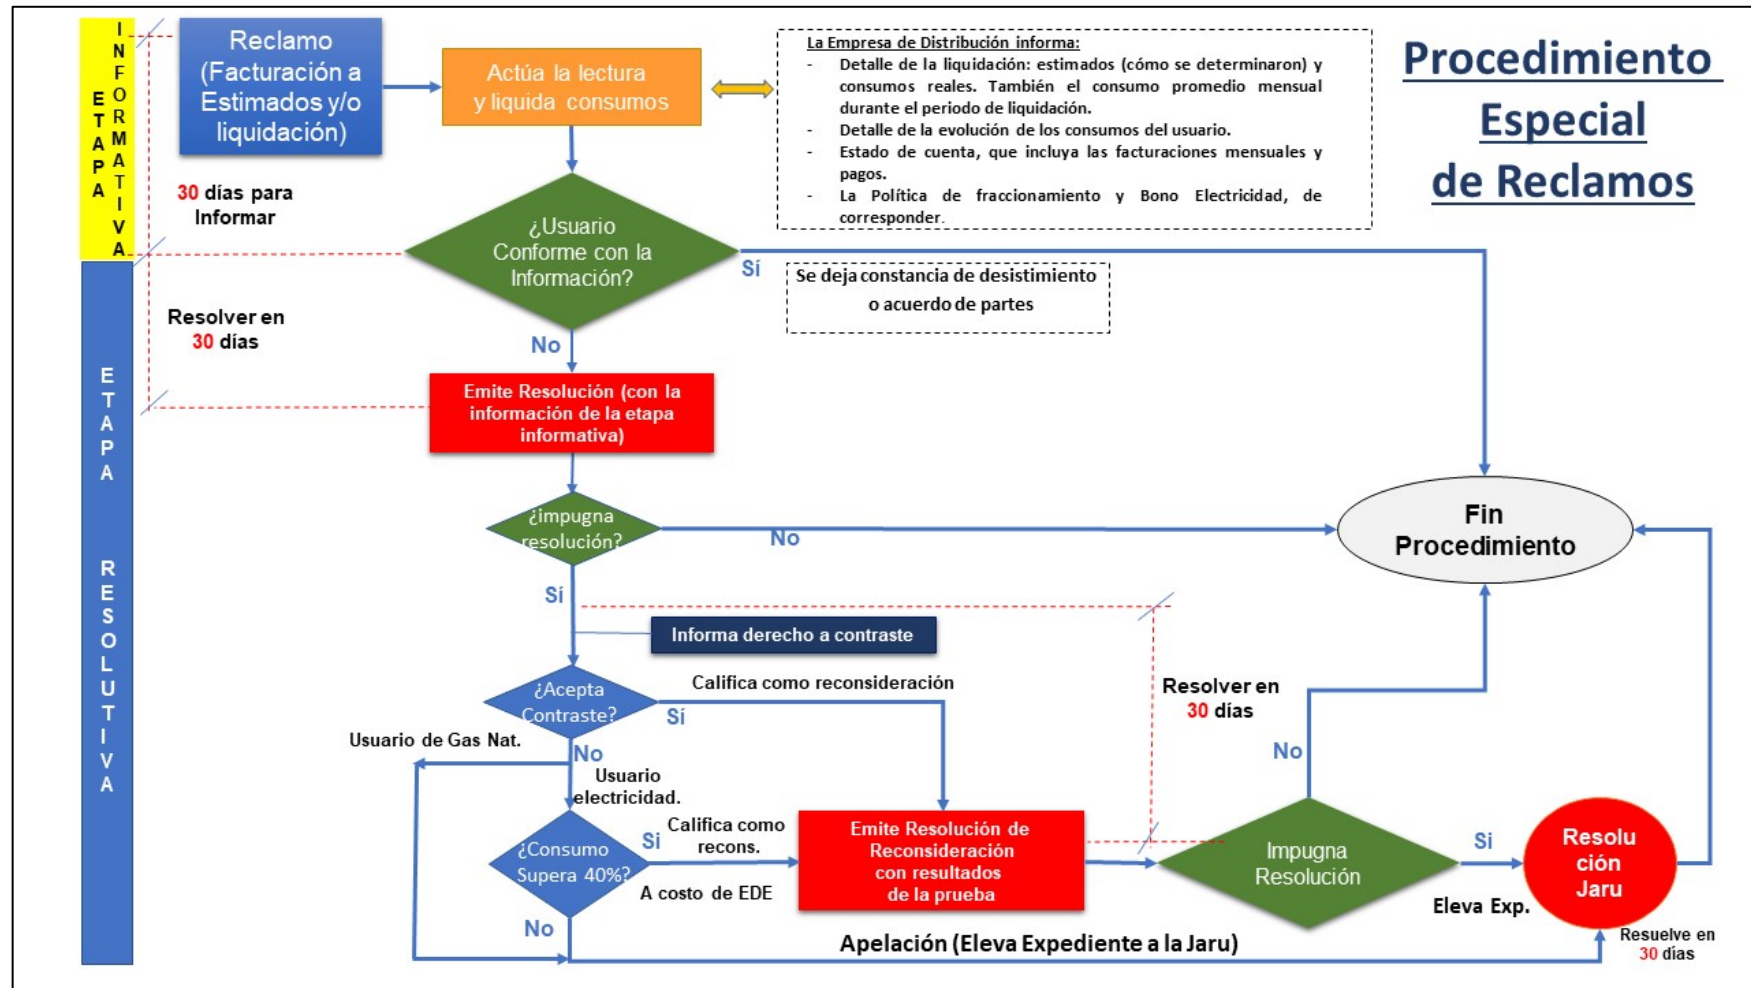 Procedimiento
Especial
de Reclamos
ETAPA
INFORMATIVA
Reclamo
(Facturación a
Estimados y/o
liquidación)
Actúa la lectura
y liquida consumos
La Empresa de Distribución informa:
- Detalle de la liquidación: estimados (cómo se determinaron) y
consumos reales. También el consumo promedio mensual
durante el periodo de liquidación.
- Detalle de la evolución de los consumos del usuario.
- Estado de cuenta, que incluya las facturaciones mensuales y
pagos.
- La Política de fraccionamiento y Bono Electricidad, de
corresponder.
30 días para
Informar
¿Usuario
Conforme con la
Información?
Sí
Se deja constancia de desistimiento
o acuerdo de partes
Resolver en
30 días
No
ETAPA
RESOLUTIVA
Emite Resolución (con la
información de la etapa
informativa)
¿impugna
resolución?
No
Fin
Procedimiento
Sí
Informa derecho a contraste
¿Acepta
Contraste?
Califica como reconsideración
Sí
Resolver en
30 días
Usuario de Gas Nat.
No
No
Usuario
electricidad.
¿Consumo
Supera 40%?
Si
Califica como
recons.
A costo de EDE
Emite Resolución de
Reconsideración
con resultados
de la prueba
Impugna
Resolución
Si
Eleva Exp.
Resolu
ción
Jaru
No
Apelación (Eleva Expediente a la Jaru)
Resuelve en
30 días